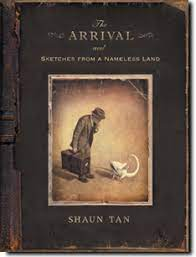 The
ARRIVAL
and
SKETCHES FROM A NAMELESS LAND
SHAUN TAN